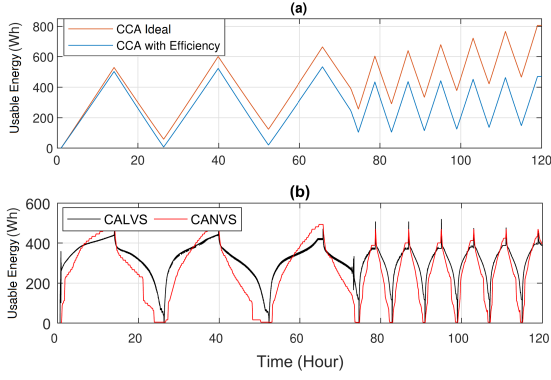 (a)
Usable Energy (Wh)
800
600
400
200
0
CCA Ideal
CCA with Efficiency
0 20 40 60 80 100 120
(b)
Usable Energy (Wh)
600
400
200
0
CALVS CANVS
0 20 40 60 80 100 120
Time (Hour)